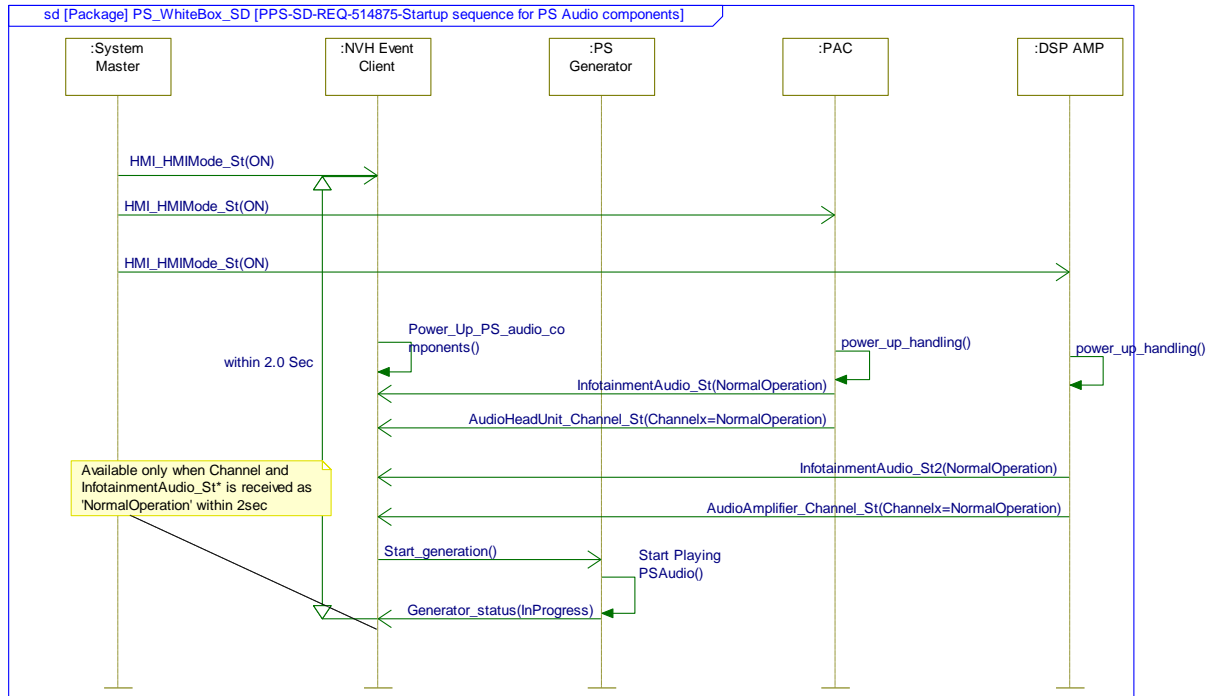 sd [Package] PS_WhiteBox_SD [PPS-SD-REQ-514875-Startup sequence for PS Audio components]
:System
Master
:NVH Event
Client
:PS
Generator
:PAC
:DSP AMP
HMI_HMIMode_St(ON)
HMI_HMIMode_St(ON)
HMI_HMIMode_St(ON)
Power_Up_PS_audio_co
mponents()
power_up_handling()
power_up_handling()
within 2.0 Sec
InfotainmentAudio_St(NormalOperation)
AudioHeadUnit_Channel_St(Channelx=NormalOperation)
Available only when Channel and
InfotainmentAudio_St* is received as
'NormalOperation' within 2sec
InfotainmentAudio_St2(NormalOperation)
AudioAmplifier_Channel_St(Channelx=NormalOperation)
Start_generation()
Start Playing
PSAudio()
Generator_status(InProgress)